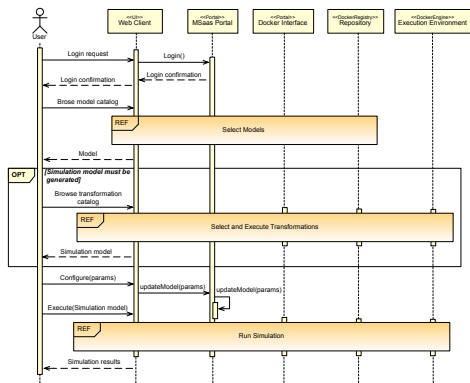 <<UI>>
<<Portal>>
<<Portal>>
<<DockerRegistry>>
<<DockerEngine>>
User
Web Client
MSaas Portal
Docker Interface
Repository
Execution Environment
Login request
Login()
Login confirmation
Login confirmation
Brose model catalog
REF
Select Models
Model
OPT
[Simulation model must be
generated]
Browse transformation
catalog
REF
Select and Execute Transformations
Simulation model
Configure(params)
updateModel(params)
updateModel(params)
Execute(Simulation model)
REF
Run Simulation
Simulation results